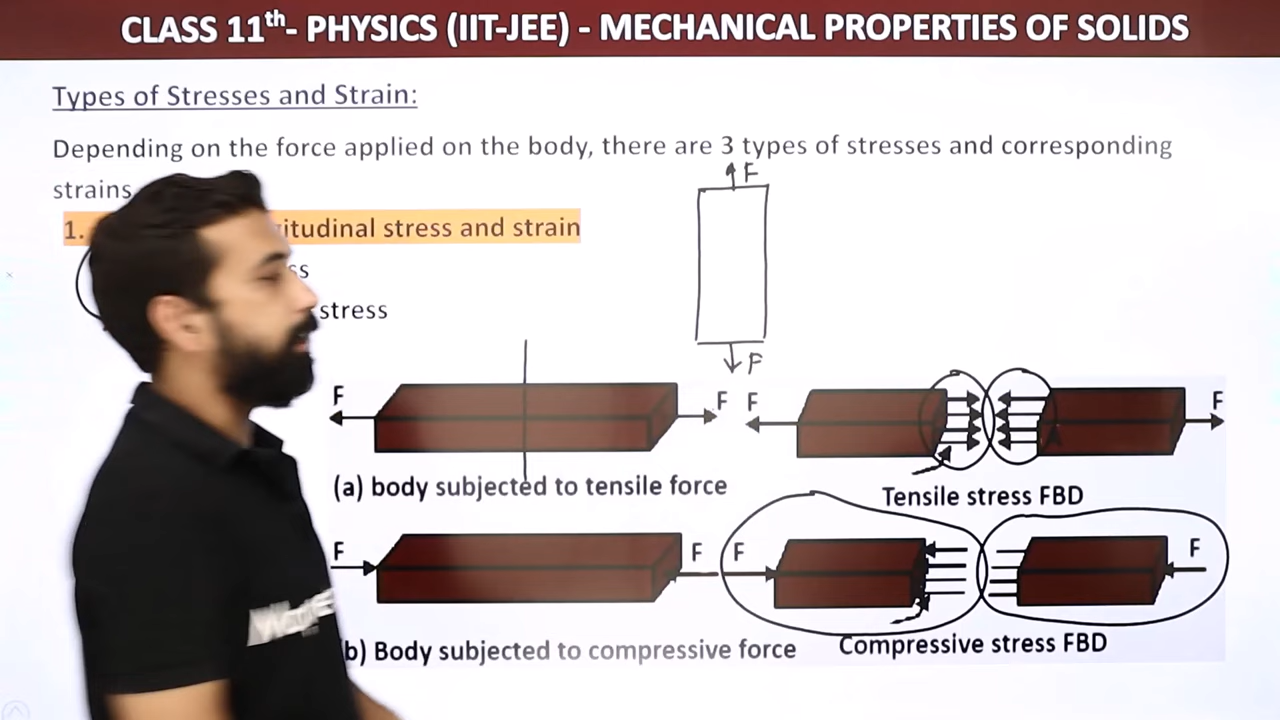 CLASS 11th- PHYSICS (IIT-JEE) - MECHANICAL PROPERTIES OF SOLIDS
Types of Stresses and Strain:
Depending on the force applied on the body, there are 3 types of stresses and corresponding
strains
1. itudinal stress and strain
ss
stress
F
F
F F F F
(a) body subjected to tensile force
Tensile stress FBD
F F F F
b) Body subjected to compressive force
Compressive stress FBD